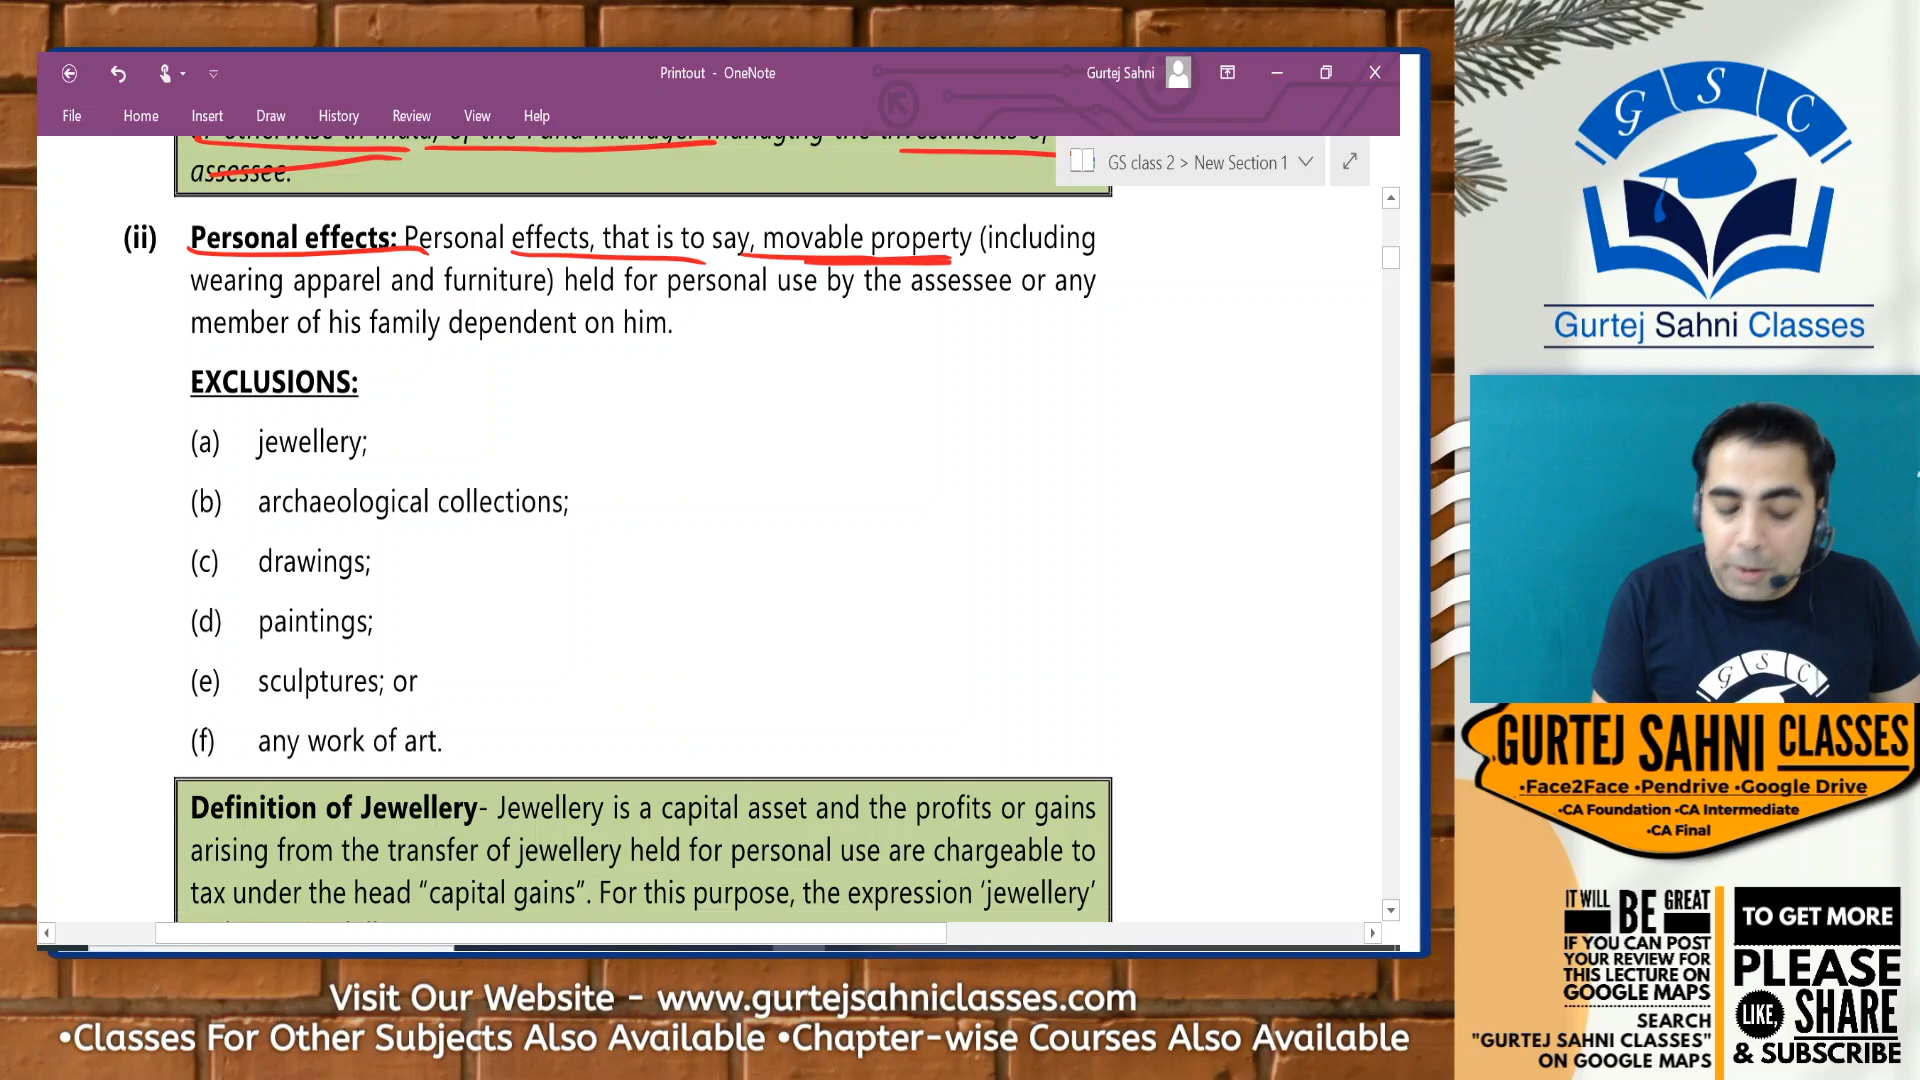 Printout - OneNote
Gurtej Sahni
File Home Insert Draw History Review View Help
assessee.
GS class 2 > New Section 1
(ii) Personal effects: Personal effects, that is to say, movable property (including
wearing apparel and furniture) held for personal use by the assessee or any
member of his family dependent on him.
EXCLUSIONS:
(a) jewellery;
(b) archaeological collections;
(c) drawings;
(d) paintings;
(e) sculptures; or
(f) any work of art.
Definition of Jewellery- Jewellery is a capital asset and the profits or gains
arising from the transfer of jewellery held for personal use are chargeable to
tax under the head “capital gains”. For this purpose, the expression ‘jewellery’
G S C
Gurtej Sahni Classes
G S C
GURTEJ SAHNI CLASSES
•Face2Face •Pendrive •Google Drive
•CA Foundation •CA Intermediate
•CA Final
IT WILL BE GREAT
IF YOU CAN POST
YOUR REVIEW FOR
THIS LECTURE ON
GOOGLE MAPS
SEARCH
"GURTEJ SAHNI CLASSES"
ON GOOGLE MAPS
TO GET MORE
PLEASE
LIKE, SHARE
& SUBSCRIBE
Visit Our Website - www.gurtejsahniclasses.com
•Classes For Other Subjects Also Available •Chapter-wise Courses Also Available